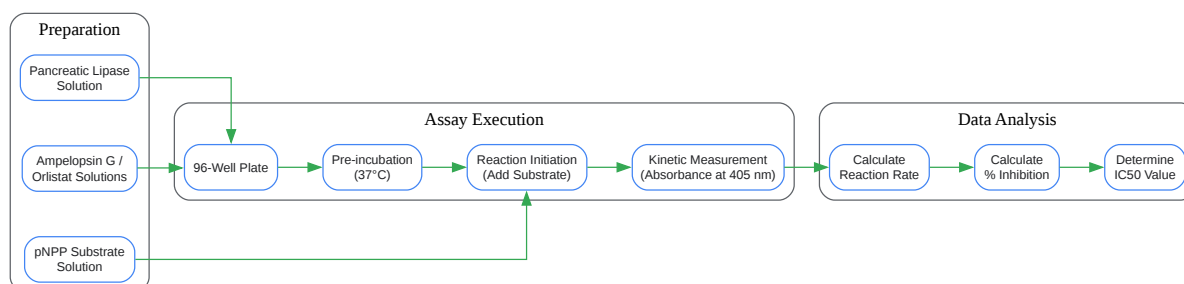 Preparation
Pancreatic Lipase
Solution
Ampelopsin G /
Orlistat Solutions
pNPP Substrate
Solution
Assay Execution
96-Well Plate
Pre-incubation
(37°C)
Reaction Initiation
(Add Substrate)
Kinetic Measurement
(Absorbance at 405 nm)
Data Analysis
Calculate
Reaction Rate
Calculate
% Inhibition
Determine
IC50 Value